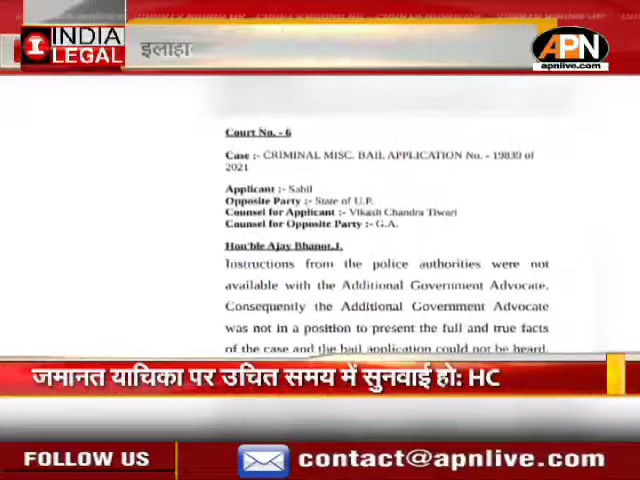 INDIA
LEGAL
इलाहा
APN
apnlive.com
Court No. - 6
Case :- CRIMINAL MISC. BAIL APPLICATION No. - 19839 of
2021
Applicant :- Sahil
Opposite Party :- State of U.P.
Counsel for Applicant :- Vikash Chandra Tiwari
Counsel for Opposite Party :- G.A.
Hon'ble Ajay Bhanot,J.
Instructions from the police authorities were not
available with the Additional Government Advocate.
Consequently the Additional Government Advocate
was not in a position to present the full and true facts
of the case and the bail application could not be heard.
जमानत याचिका पर उचित समय में सुनवाई हो: HC
FOLLOW US
contact@apnlive.com